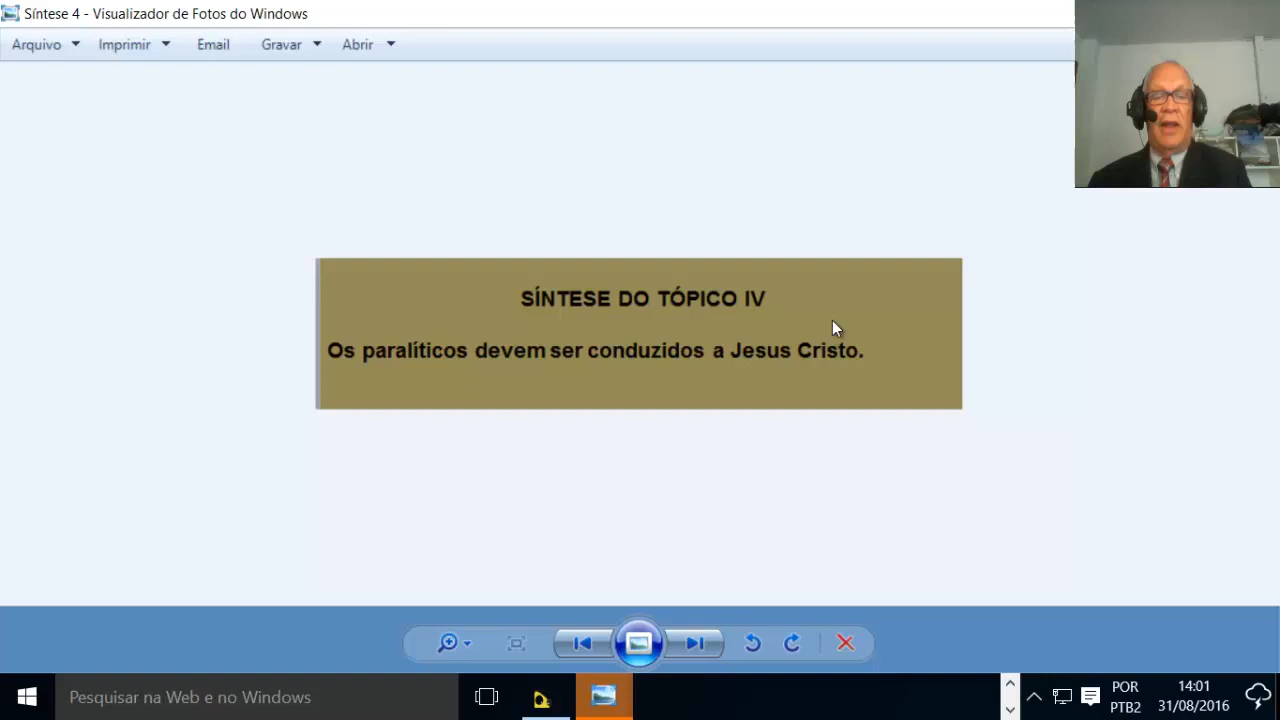 Síntese 4 - Visualizador de Fotos do Windows
Arquivo Imprimir Email Gravar Abrir
SÍNTESE DO TÓPICO IV
Os paralíticos devem ser conduzidos a Jesus Cristo.
Pesquisar na Web e no Windows
POR
PTB2
14:01
31/08/2016